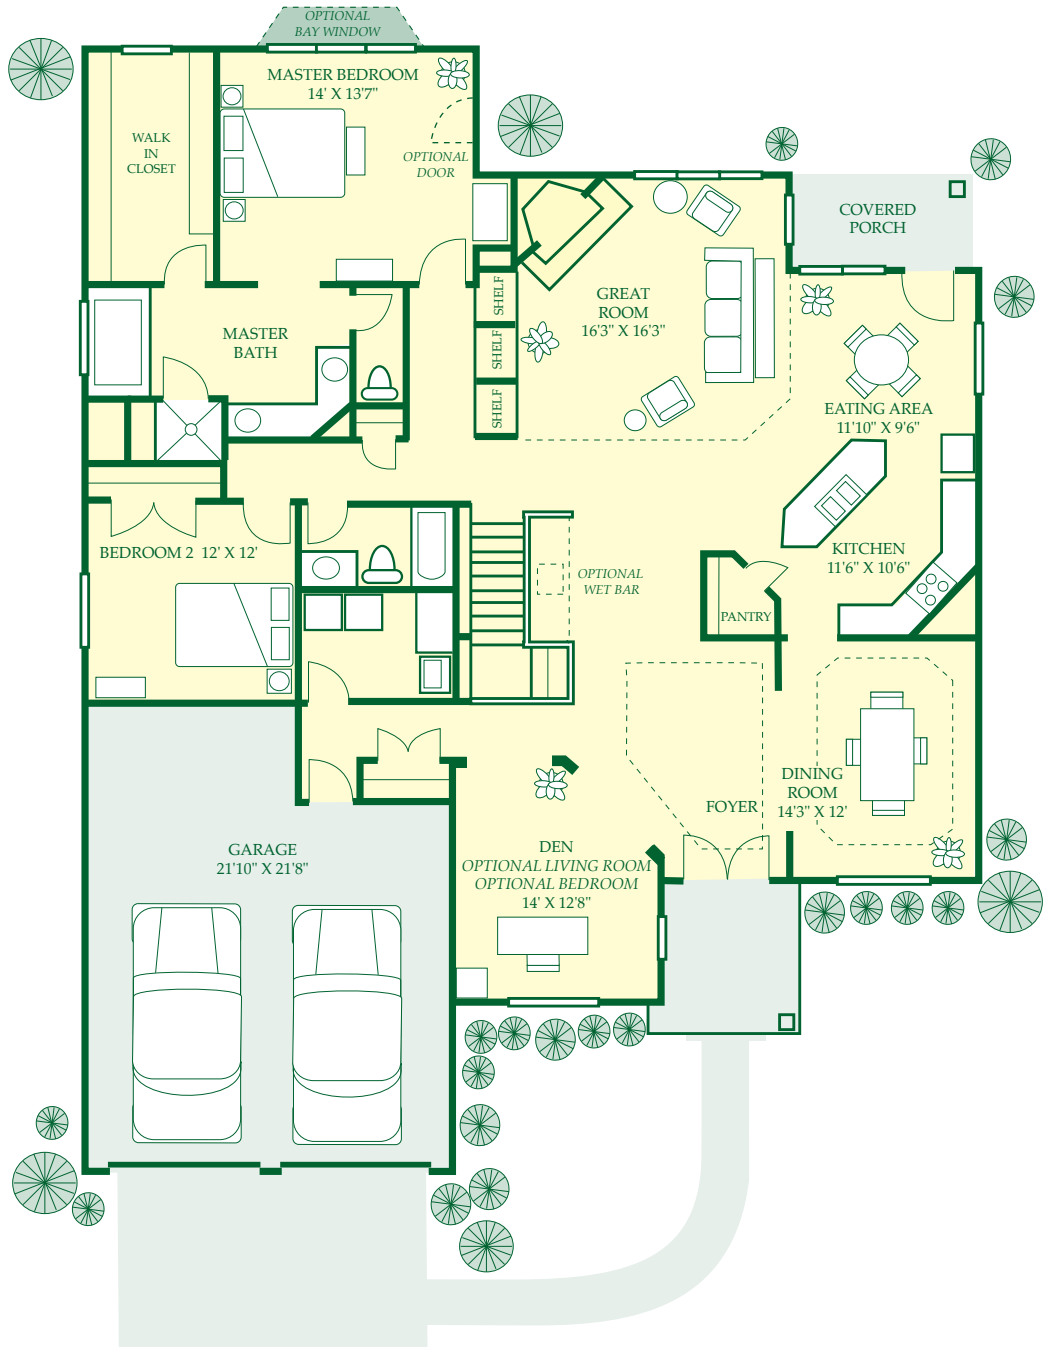 OPTIONAL
BAY WINDOW
MASTER BEDROOM
14' X 13'7"
WALK
IN
CLOSET
OPTIONAL
DOOR
COVERED
PORCH
GREAT
ROOM
16'3" X 16'3"
SHELF
SHELF
SHELF
MASTER
BATH
EATING AREA
11'10" X 9'6"
BEDROOM 2 12' X 12'
KITCHEN
11'6" X 10'6"
OPTIONAL
WET BAR
PANTRY
DINING
ROOM
14'3" X 12'
FOYER
GARAGE
21'10" X 21'8"
DEN
OPTIONAL LIVING ROOM
OPTIONAL BEDROOM
14' X 12'8"